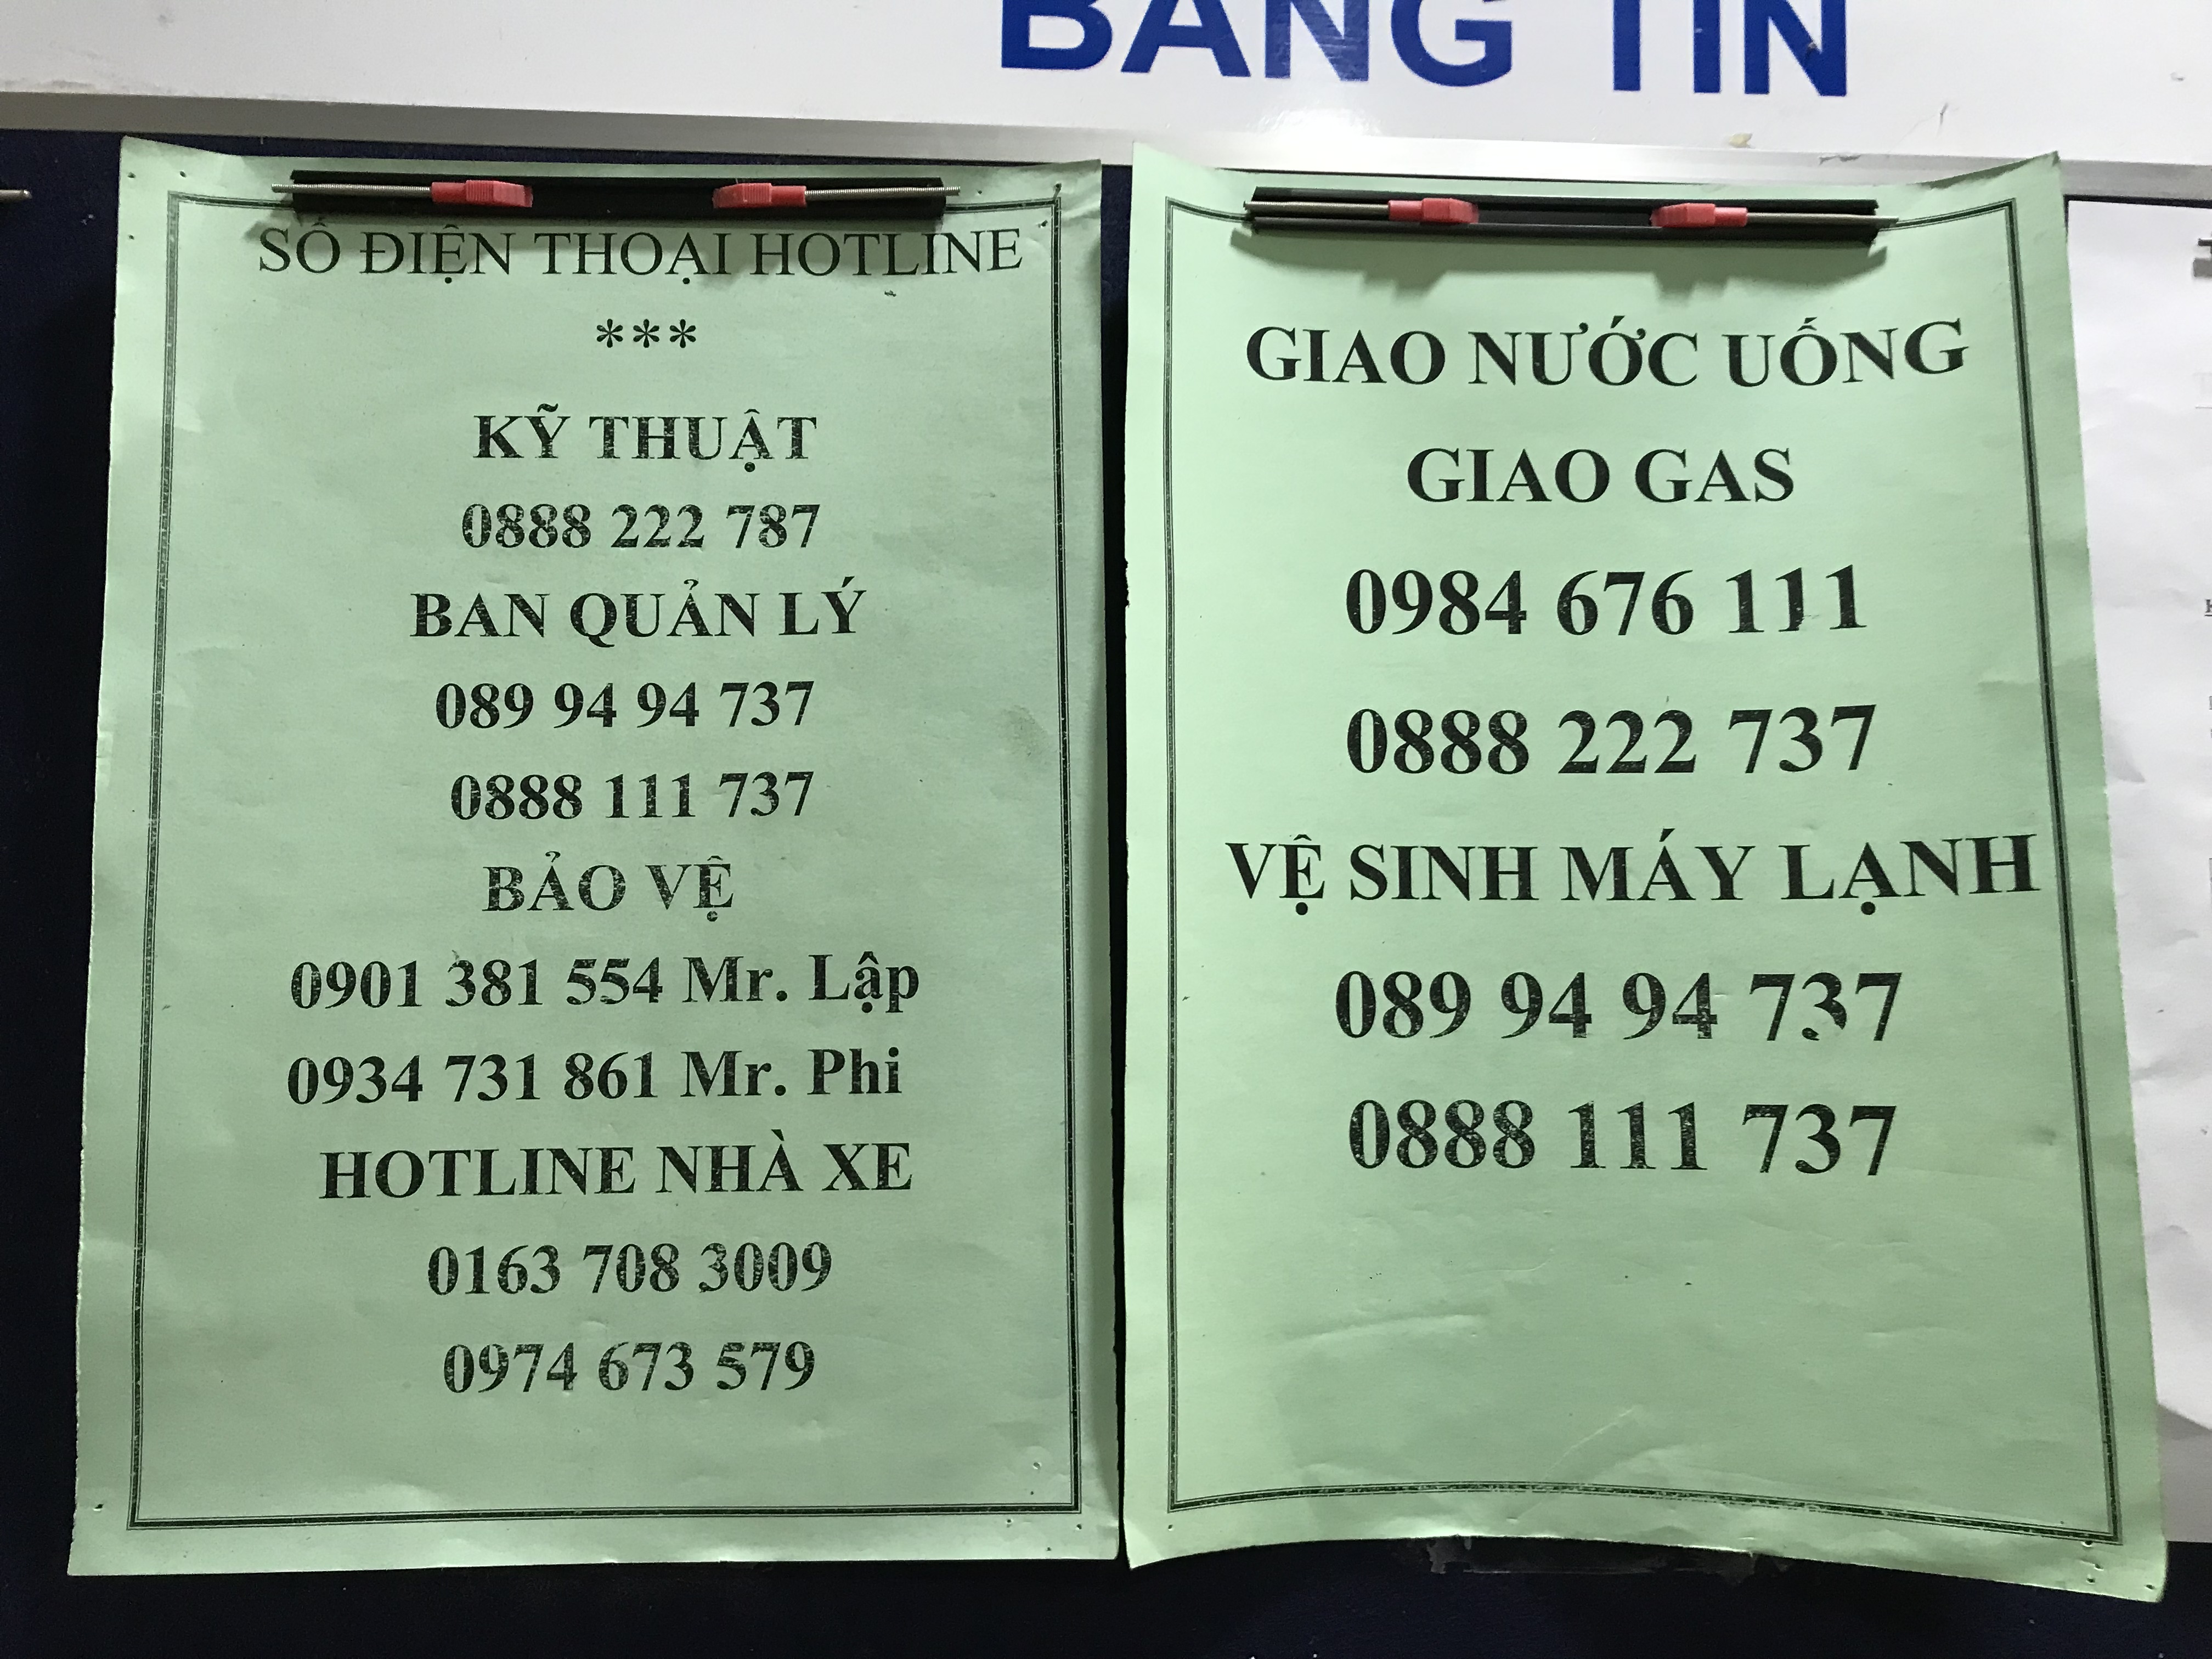 BẢNG TIN
SỐ ĐIỆN THOẠI HOTLINE
***
KỸ THUẬT
0888 222 787
BAN QUẢN LÝ
089 94 94 737
0888 111 737
BẢO VỆ
0901 381 554 Mr. Lập
0934 731 861 Mr. Phi
HOTLINE NHÀ XE
0163 708 3009
0974 673 579
GIAO NƯỚC UỐNG
GIAO GAS
0984 676 111
0888 222 737
VỆ SINH MÁY LẠNH
089 94 94 737
0888 111 737